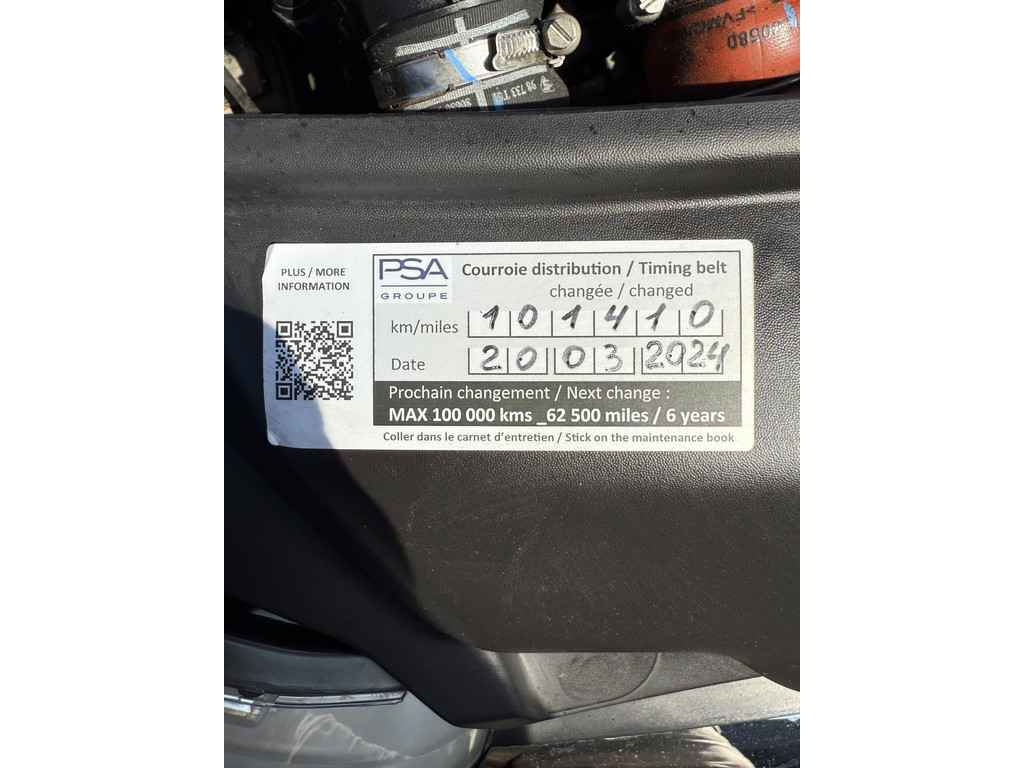 PLUS / MORE
INFORMATION
PSA
GROUPE
Courroie distribution / Timing belt
changée / changed
km/miles 101410
Date 20 03 2024
Prochain changement / Next change :
MAX 100 000 kms _62 500 miles / 6 years
Coller dans le carnet d'entretien / Stick on the maintenance book
98 733